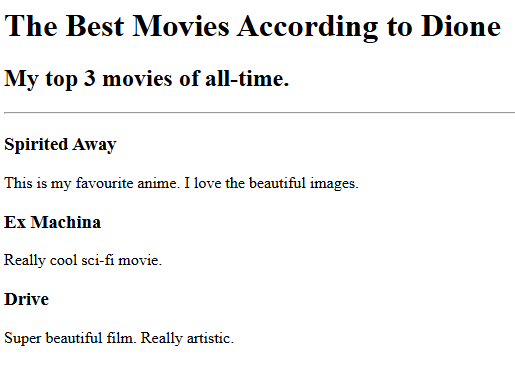 The Best Movies According to Dione
My top 3 movies of all-time.
Spirited Away
This is my favourite anime. I love the beautiful images.
Ex Machina
Really cool sci-fi movie.
Drive
Super beautiful film. Really artistic.